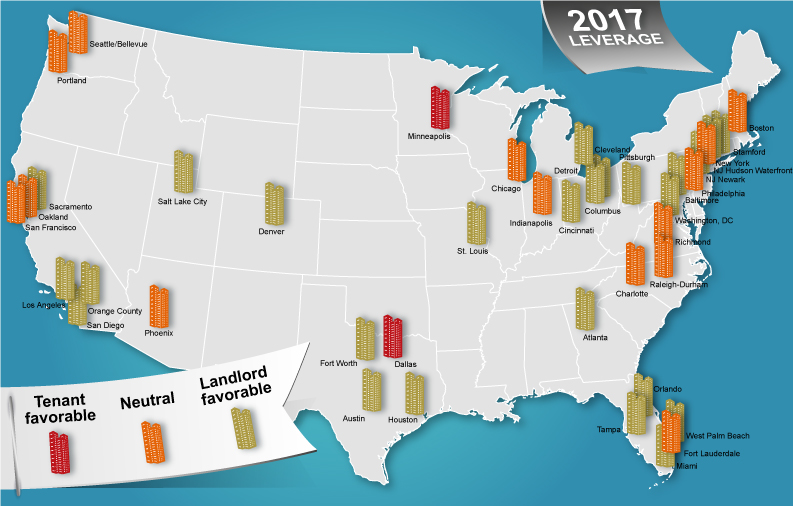 2017
LEVERAGE
Seattle/Bellevue
Portland
Minneapolis
Boston
Cleveland
Stamford
Pittsburgh
New York
Detroit
NJ Hudson Waterfront
NJ Newark
Chicago
Philadelphia
Salt Lake City
Baltimore
Sacramento
Columbus
Oakland
Indianapolis
Washington, DC
San Francisco
Denver
Cincinnati
Richmond
St. Louis
Raleigh-Durham
Charlotte
Los Angeles
Orange County
San Diego
Phoenix
Atlanta
Fort Worth
Dallas
Orlando
Austin
Houston
Tampa
West Palm Beach
Fort Lauderdale
Miami
Tenant
favorable
Neutral
Landlord
favorable